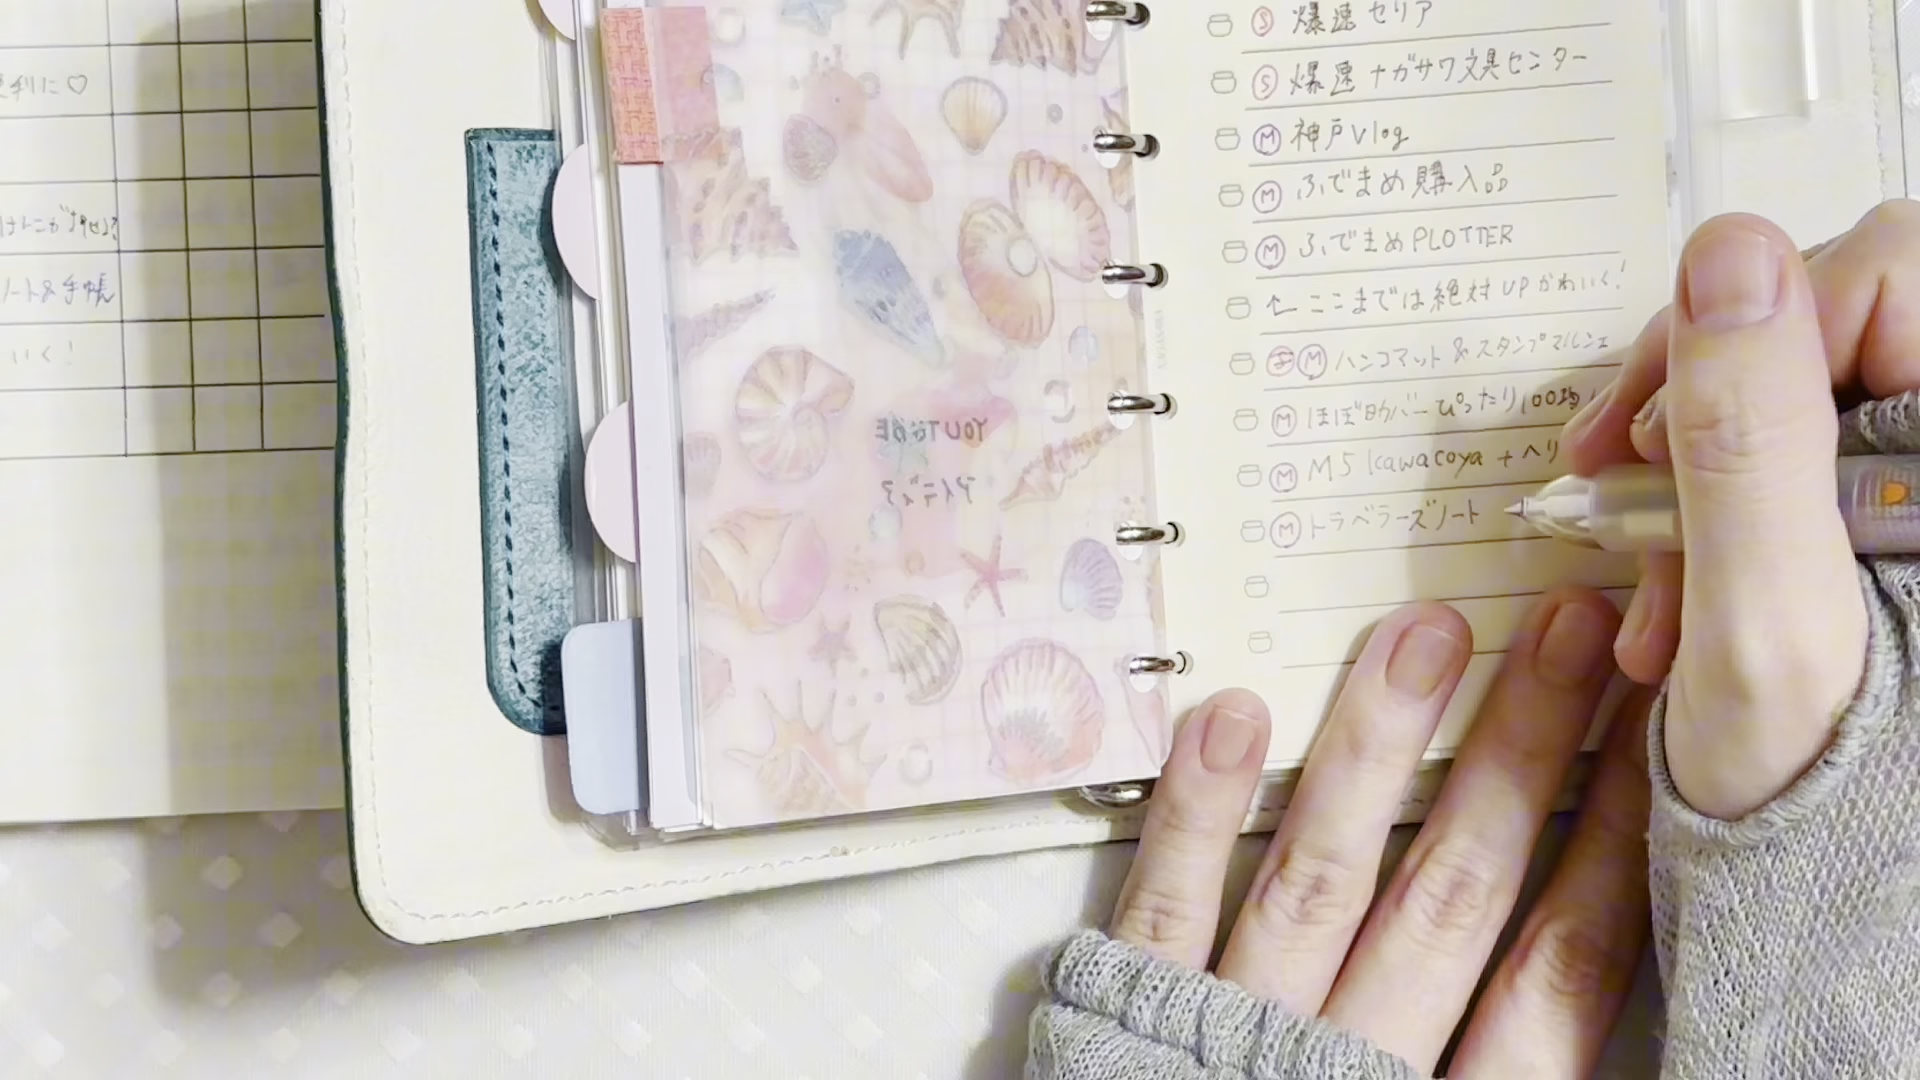 利に♡
ノート&手帳
いく!
YOUTUBE
アイディア
S 爆速セリア
S 爆速ナガサワ文具センター
M 神戸Vlog
M ふでまめ購入品
M ふでまめPLOTTER
ここまでは絶対UPかわいく!
M ハンコマット&スタンプマルシェ
M ほぼ日カバーぴったり100均
M M5 kawacoya + ヘリ
M トラベラーズノート